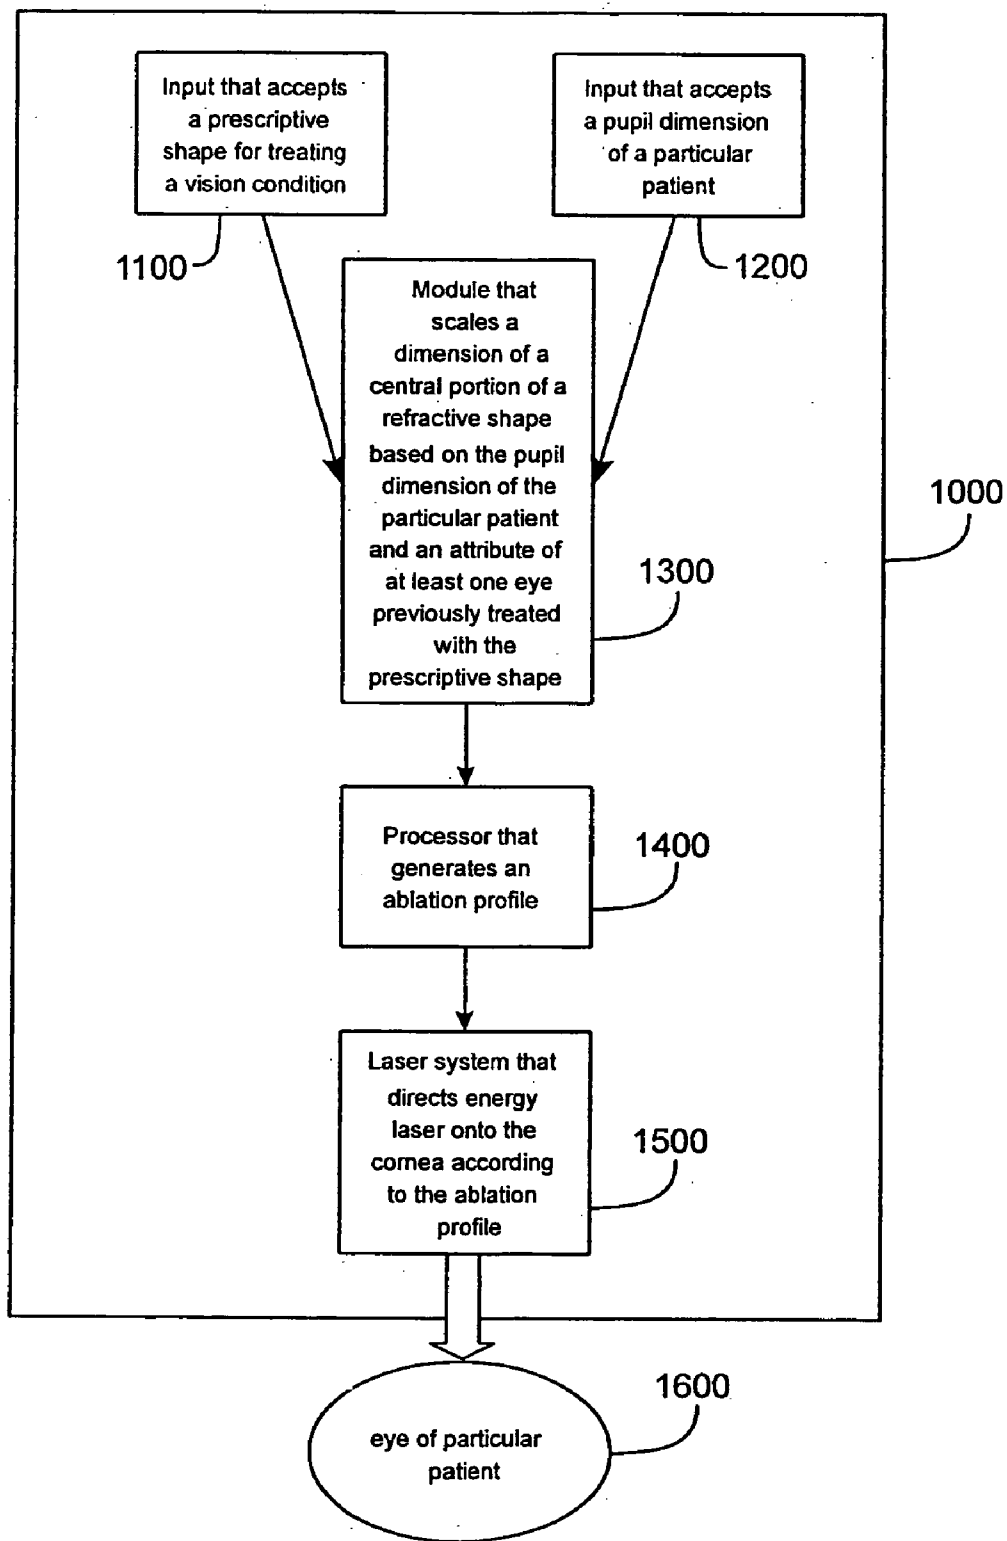 Input that accepts
a prescriptive
shape for treating
a vision condition
Input that accepts
a pupil dimension
of a particular
patient
1100
1200
Module that
scales a
dimension of a
central portion of a
refractive shape
based on the pupil
dimension of the
particular patient
and an attribute of
at least one eye
previously treated
with the
prescriptive shape
1000
1300
Processor that
generates an
ablation profile
1400
Laser system that
directs energy
laser onto the
cornea according
to the ablation
profile
1500
eye of particular
patient
1600